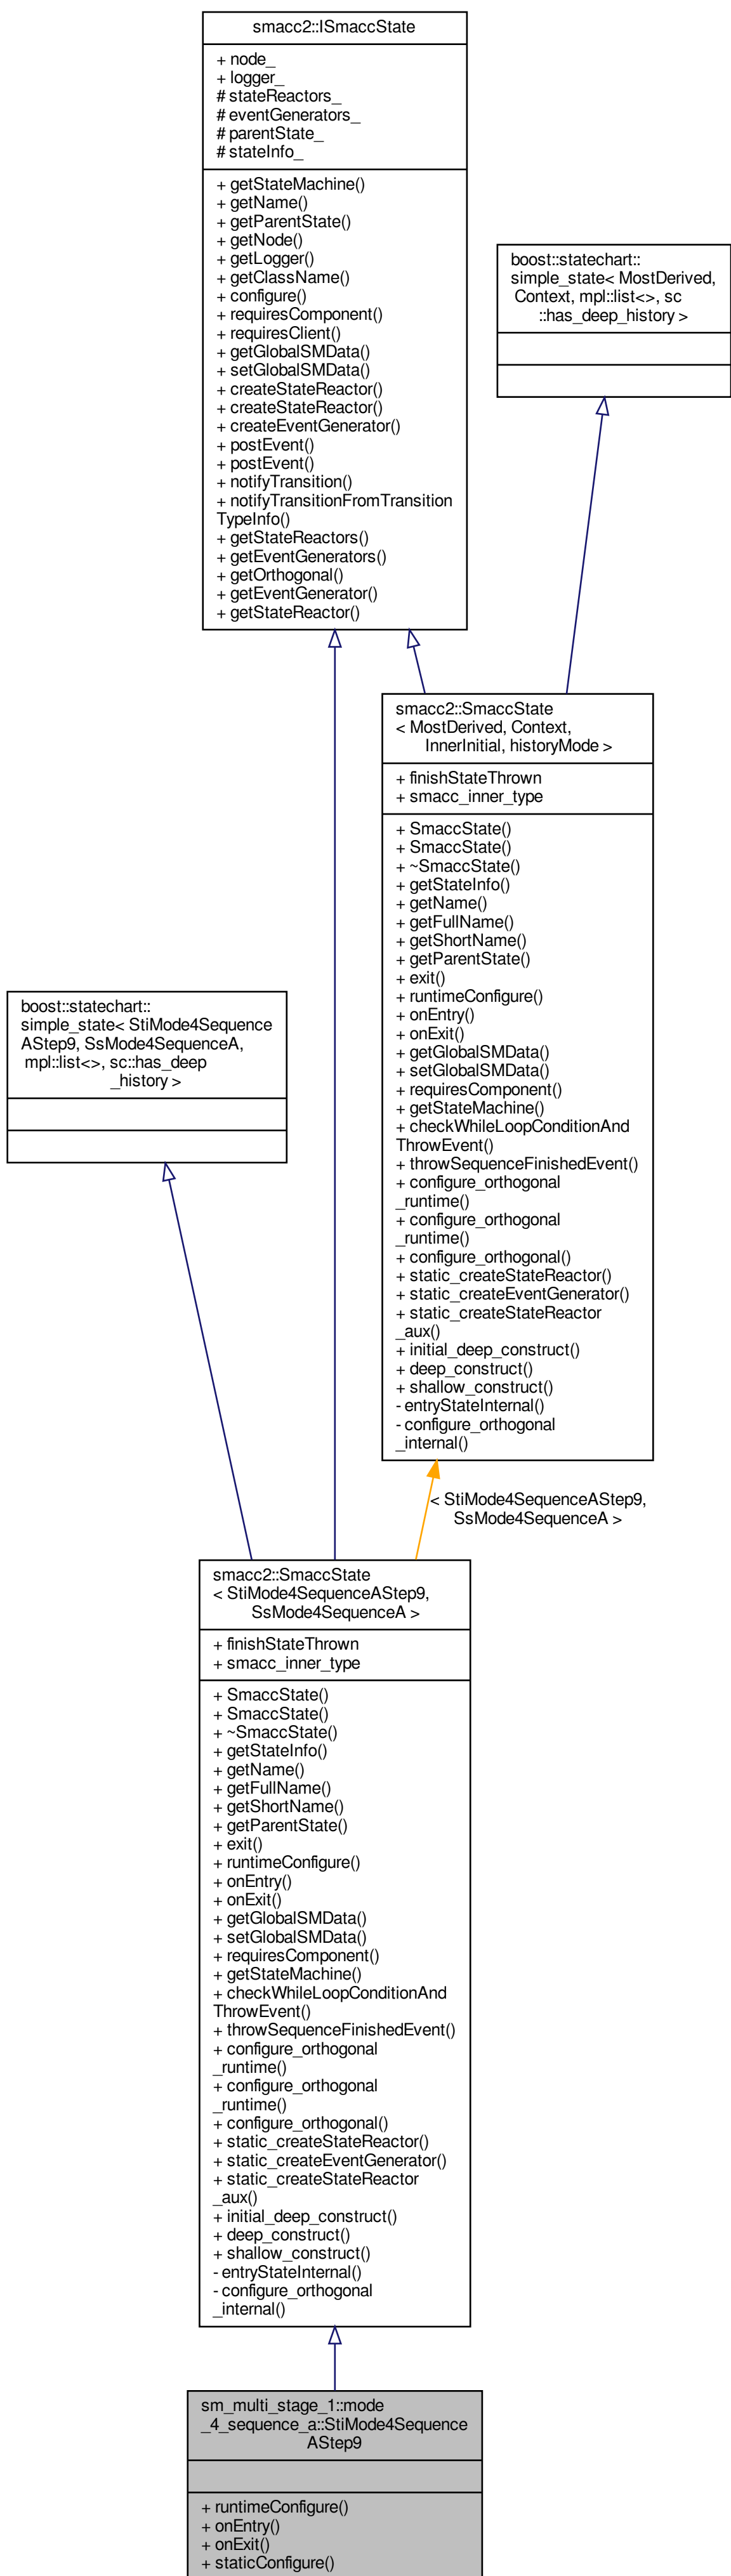 smacc2::ISmaccState
+ node_
+ logger_
# stateReactors_
# eventGenerators_
# parentState_
# stateInfo_
+ getStateMachine()
+ getName()
+ getParentState()
+ getNode()
+ getLogger()
+ getClassName()
+ configure()
+ requiresComponent()
+ requiresClient()
+ getGlobalSMData()
+ setGlobalSMData()
+ createStateReactor()
+ createStateReactor()
+ createEventGenerator()
+ postEvent()
+ postEvent()
+ notifyTransition()
+ notifyTransitionFromTransition
TypeInfo()
+ getStateReactors()
+ getEventGenerators()
+ getOrthogonal()
+ getEventGenerator()
+ getStateReactor()
boost::statechart::
simple_state< MostDerived,
Context, mpl::list<>, sc
::has_deep_history >
smacc2::SmaccState
< MostDerived, Context,
InnerInitial, historyMode >
+ finishStateThrown
+ smacc_inner_type
+ SmaccState()
+ SmaccState()
+ ~SmaccState()
+ getStateInfo()
+ getName()
+ getFullName()
+ getShortName()
+ getParentState()
+ exit()
+ runtimeConfigure()
+ onEntry()
+ onExit()
+ getGlobalSMData()
+ setGlobalSMData()
+ requiresComponent()
+ getStateMachine()
+ checkWhileLoopConditionAnd
ThrowEvent()
+ throwSequenceFinishedEvent()
+ configure_orthogonal
_runtime()
+ configure_orthogonal
_runtime()
+ configure_orthogonal()
+ static_createStateReactor()
+ static_createEventGenerator()
+ static_createStateReactor
_aux()
+ initial_deep_construct()
+ deep_construct()
+ shallow_construct()
- entryStateInternal()
- configure_orthogonal
_internal()
boost::statechart::
simple_state< StiMode4Sequence
AStep9, SsMode4SequenceA,
mpl::list<>, sc::has_deep
_history >
< StiMode4SequenceAStep9,
SsMode4SequenceA >
smacc2::SmaccState
< StiMode4SequenceAStep9,
SsMode4SequenceA >
+ finishStateThrown
+ smacc_inner_type
+ SmaccState()
+ SmaccState()
+ ~SmaccState()
+ getStateInfo()
+ getName()
+ getFullName()
+ getShortName()
+ getParentState()
+ exit()
+ runtimeConfigure()
+ onEntry()
+ onExit()
+ getGlobalSMData()
+ setGlobalSMData()
+ requiresComponent()
+ getStateMachine()
+ checkWhileLoopConditionAnd
ThrowEvent()
+ throwSequenceFinishedEvent()
+ configure_orthogonal
_runtime()
+ configure_orthogonal
_runtime()
+ configure_orthogonal()
+ static_createStateReactor()
+ static_createEventGenerator()
+ static_createStateReactor
_aux()
+ initial_deep_construct()
+ deep_construct()
+ shallow_construct()
- entryStateInternal()
- configure_orthogonal
_internal()
sm_multi_stage_1::mode
_4_sequence_a::StiMode4Sequence
AStep9
+ runtimeConfigure()
+ onEntry()
+ onExit()
+ staticConfigure()